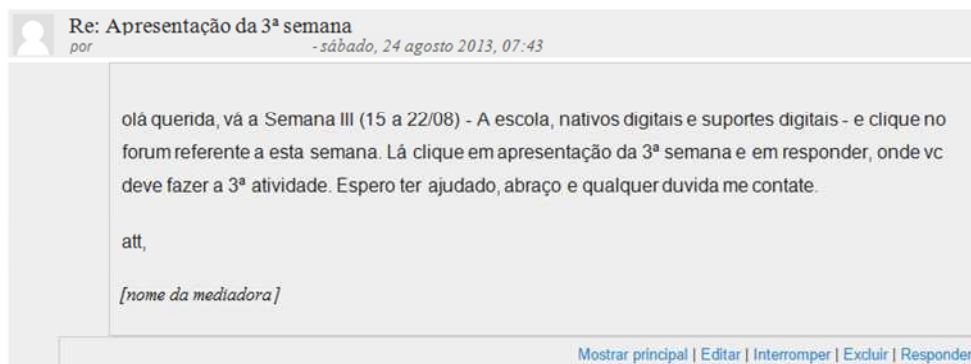 Re: Apresentação da 3ª semana
por - sábado, 24 agosto 2013, 07:43
olá querida, vá a Semana III (15 a 22/08) - A escola, nativos digitais e suportes digitais - e clique no
forum referente a esta semana. Lá clique em apresentação da 3ª semana e em responder, onde vc
deve fazer a 3ª atividade. Espero ter ajudado, abraço e qualquer duvida me contate.
att,
[nome da mediadora]
Mostrar principal | Editar | Interromper | Excluir | Responder